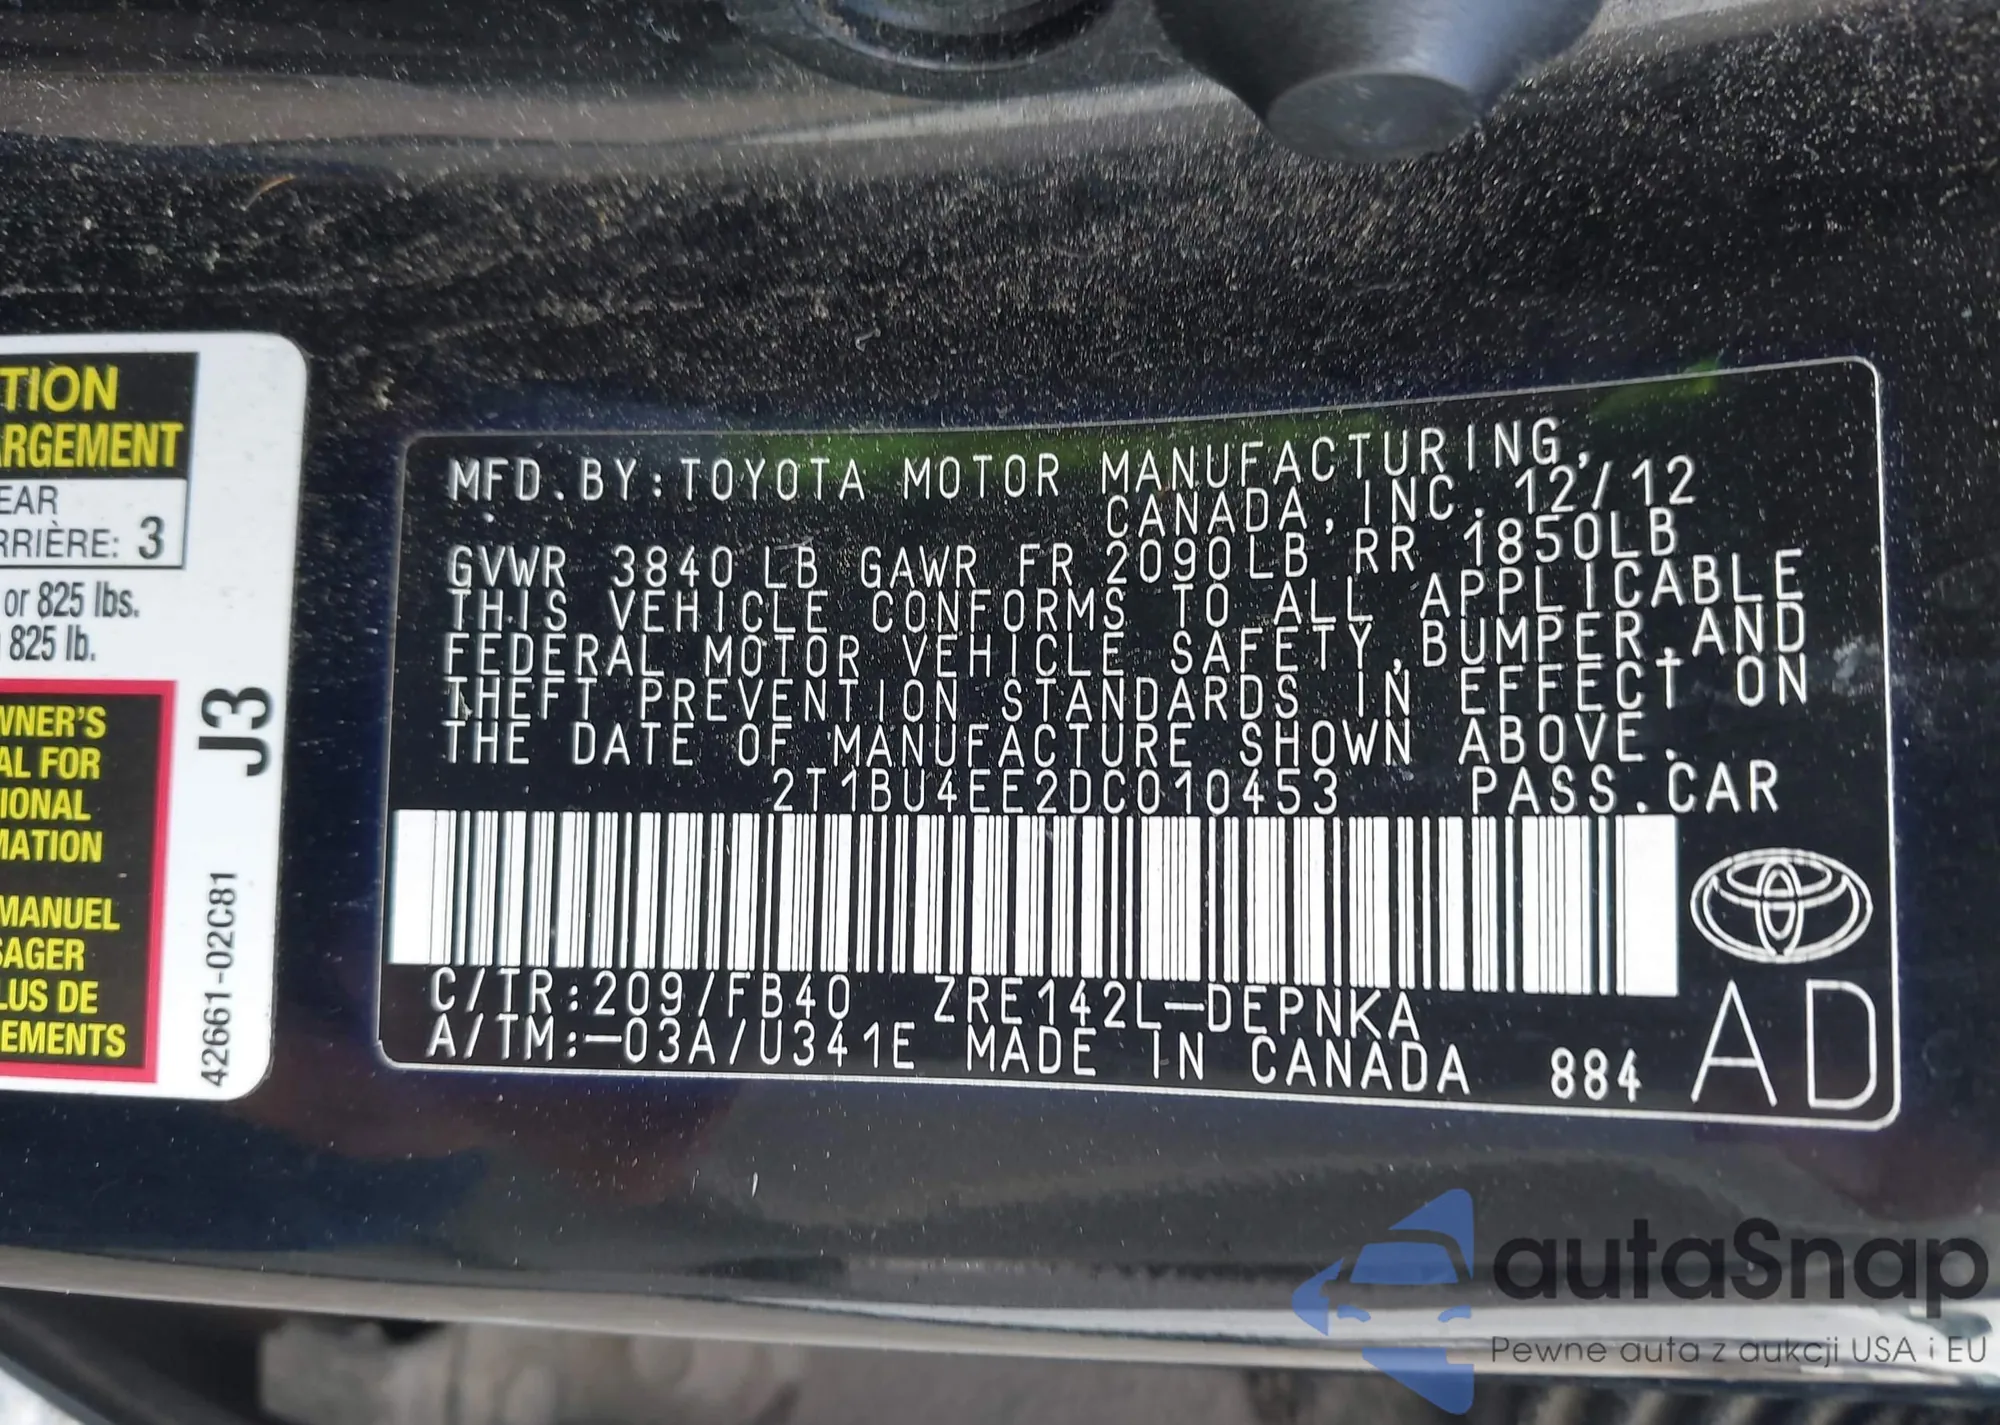 TION
ARGEMENT
EAR
RRIÈRE: 3
or 825 lbs.
825 lb.
WNER'S
AL FOR
IONAL
MATION
MANUEL
SAGER
LUS DE
EMENTS
J3
42661-02C81
MFD.BY:TOYOTA MOTOR MANUFACTURING,
CANADA,INC. 12/12
GVWR 3840 LB GAWR FR 2090LB RR 1850LB
THIS VEHICLE CONFORMS TO ALL APPLICABLE
FEDERAL MOTOR VEHICLE SAFETY,BUMPER,AND
THEFT PREVENTION STANDARDS IN EFFECT ON
THE DATE OF MANUFACTURE SHOWN ABOVE.
2T1BU4EE2DC010453 PASS.CAR
C/TR:209/FB40 ZRE142L-DEPNKA
A/TM:-03A/U341E MADE IN CANADA 884
AD
autaSnap
Pewne auta z aukcji USA i EU